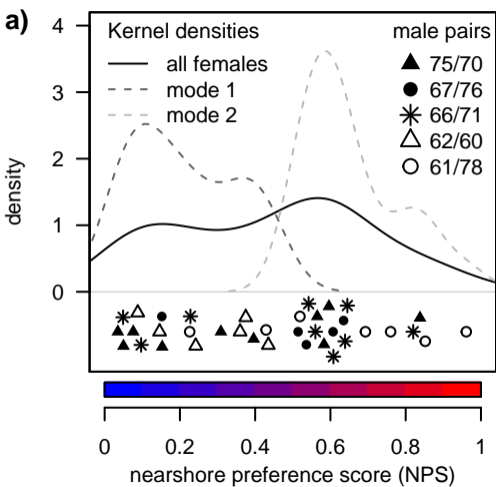 a)
Kernel densities
all females
mode 1
mode 2
male pairs
75/70
67/76
66/71
62/60
61/78
density
4
3
2
1
0
0 0.2 0.4 0.6 0.8 1
nearshore preference score (NPS)